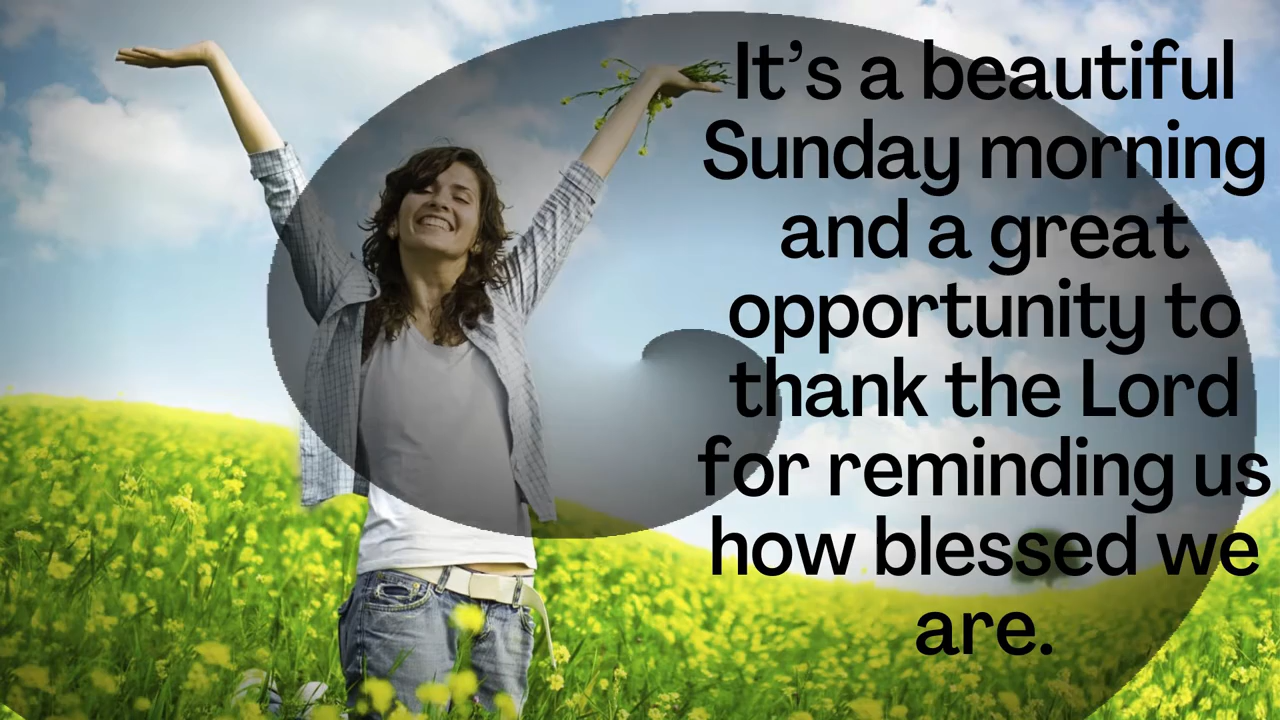 It’s a beautiful
Sunday morning
and a great
opportunity to
thank the Lord
for reminding us
how blessed we
are.